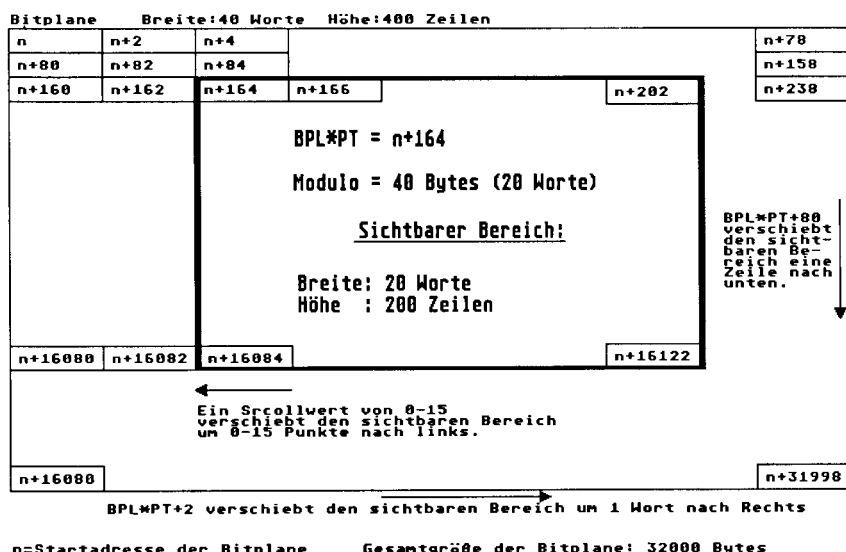 Bitplane Breite:40 Worte Höhe:400 Zeilen
n n+2 n+4 n+78
n+80 n+82 n+84 n+158
n+160 n+162 n+164 n+166 n+202 n+238
BPL*PT = n+164
Modulo = 40 Bytes (20 Worte)
Sichtbarer Bereich:
Breite: 20 Worte
Höhe : 200 Zeilen
BPL*PT+80
verschiebt
den sicht-
baren Be-
reich eine
Zeile nach
unten.
n+16080 n+16082 n+16084 n+16122
Ein Srcollwert von 0-15
verschiebt den sichtbaren Bereich
um 0-15 Punkte nach links.
n+16080 n+31998
BPL*PT+2 verschiebt den sichtbaren Bereich um 1 Wort nach Rechts
n=Startadresse der Bitplane Gesamtgröße der Bitplane: 32000 Bytes